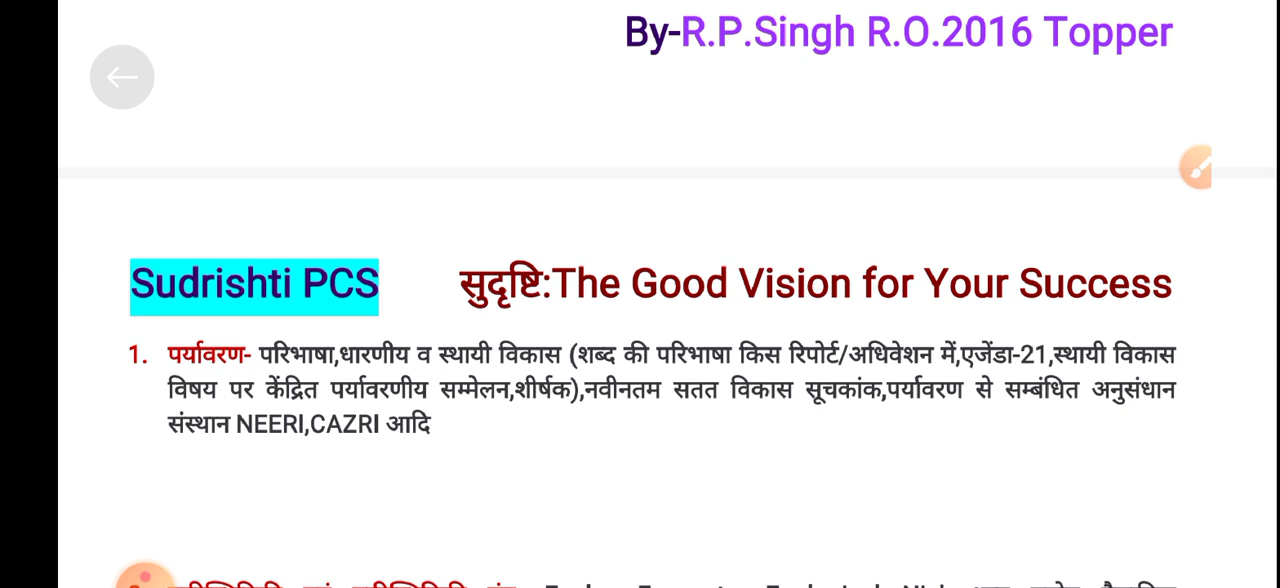 By-R.P.Singh R.O.2016 Topper
Sudrishti PCS सुदृष्टि:The Good Vision for Your Success
1. पर्यावरण- परिभाषा,धारणीय व स्थायी विकास (शब्द की परिभाषा किस रिपोर्ट/अधिवेशन में,एजेंडा-21,स्थायी विकास
विषय पर केंद्रित पर्यावरणीय सम्मेलन,शीर्षक),नवीनतम सतत विकास सूचकांक,पर्यावरण से सम्बंधित अनुसंधान
संस्थान NEERI,CAZRI आदि